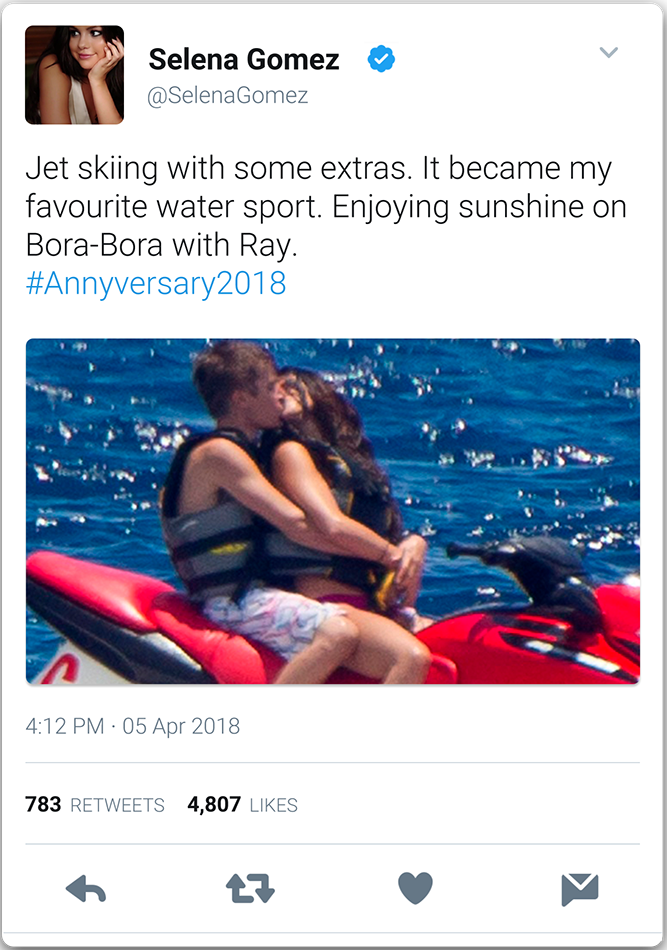 Selena Gomez
@SelenaGomez
Jet skiing with some extras. It became my
favourite water sport. Enjoying sunshine on
Bora-Bora with Ray.
#Annyversary2018
4:12 PM · 05 Apr 2018
783 RETWEETS 4,807 LIKES